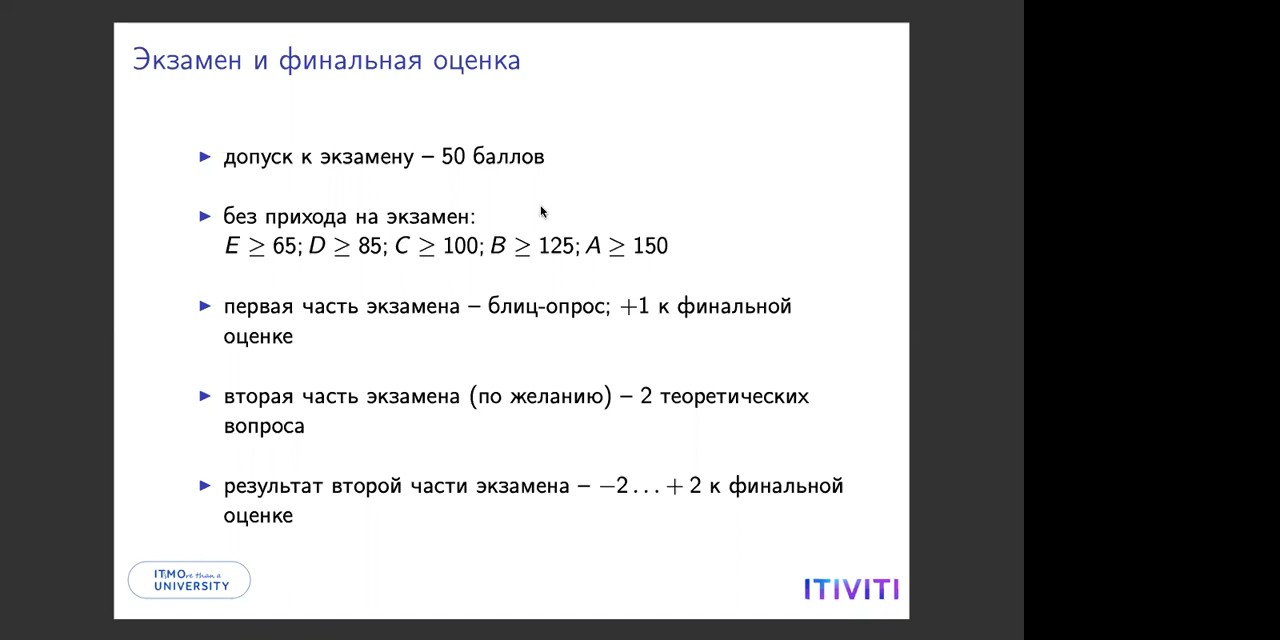 Экзамен и финальная оценка
► допуск к экзамену – 50 баллов
► без прихода на экзамен:
E ≥ 65; D ≥ 85; C ≥ 100; B ≥ 125; A ≥ 150
► первая часть экзамена – блиц-опрос; +1 к финальной
оценке
► вторая часть экзамена (по желанию) – 2 теоретических
вопроса
► результат второй части экзамена – −2 . . . + 2 к финальной
оценке
ITMOre than a
UNIVERSITY
ITIVITI